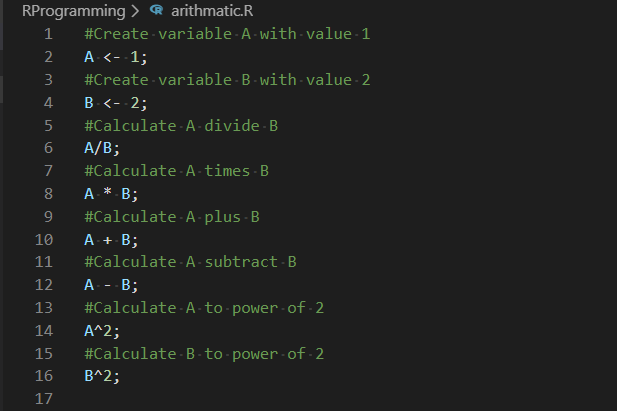 RProgramming > arithmatic.R
1 #Create variable A with value 1
2 A <- 1;
3 #Create variable B with value 2
4 B <- 2;
5 #Calculate A divide B
6 A/B;
7 #Calculate A times B
8 A * B;
9 #Calculate A plus B
10 A + B;
11 #Calculate A subtract B
12 A - B;
13 #Calculate A to power of 2
14 A^2;
15 #Calculate B to power of 2
16 B^2;
17